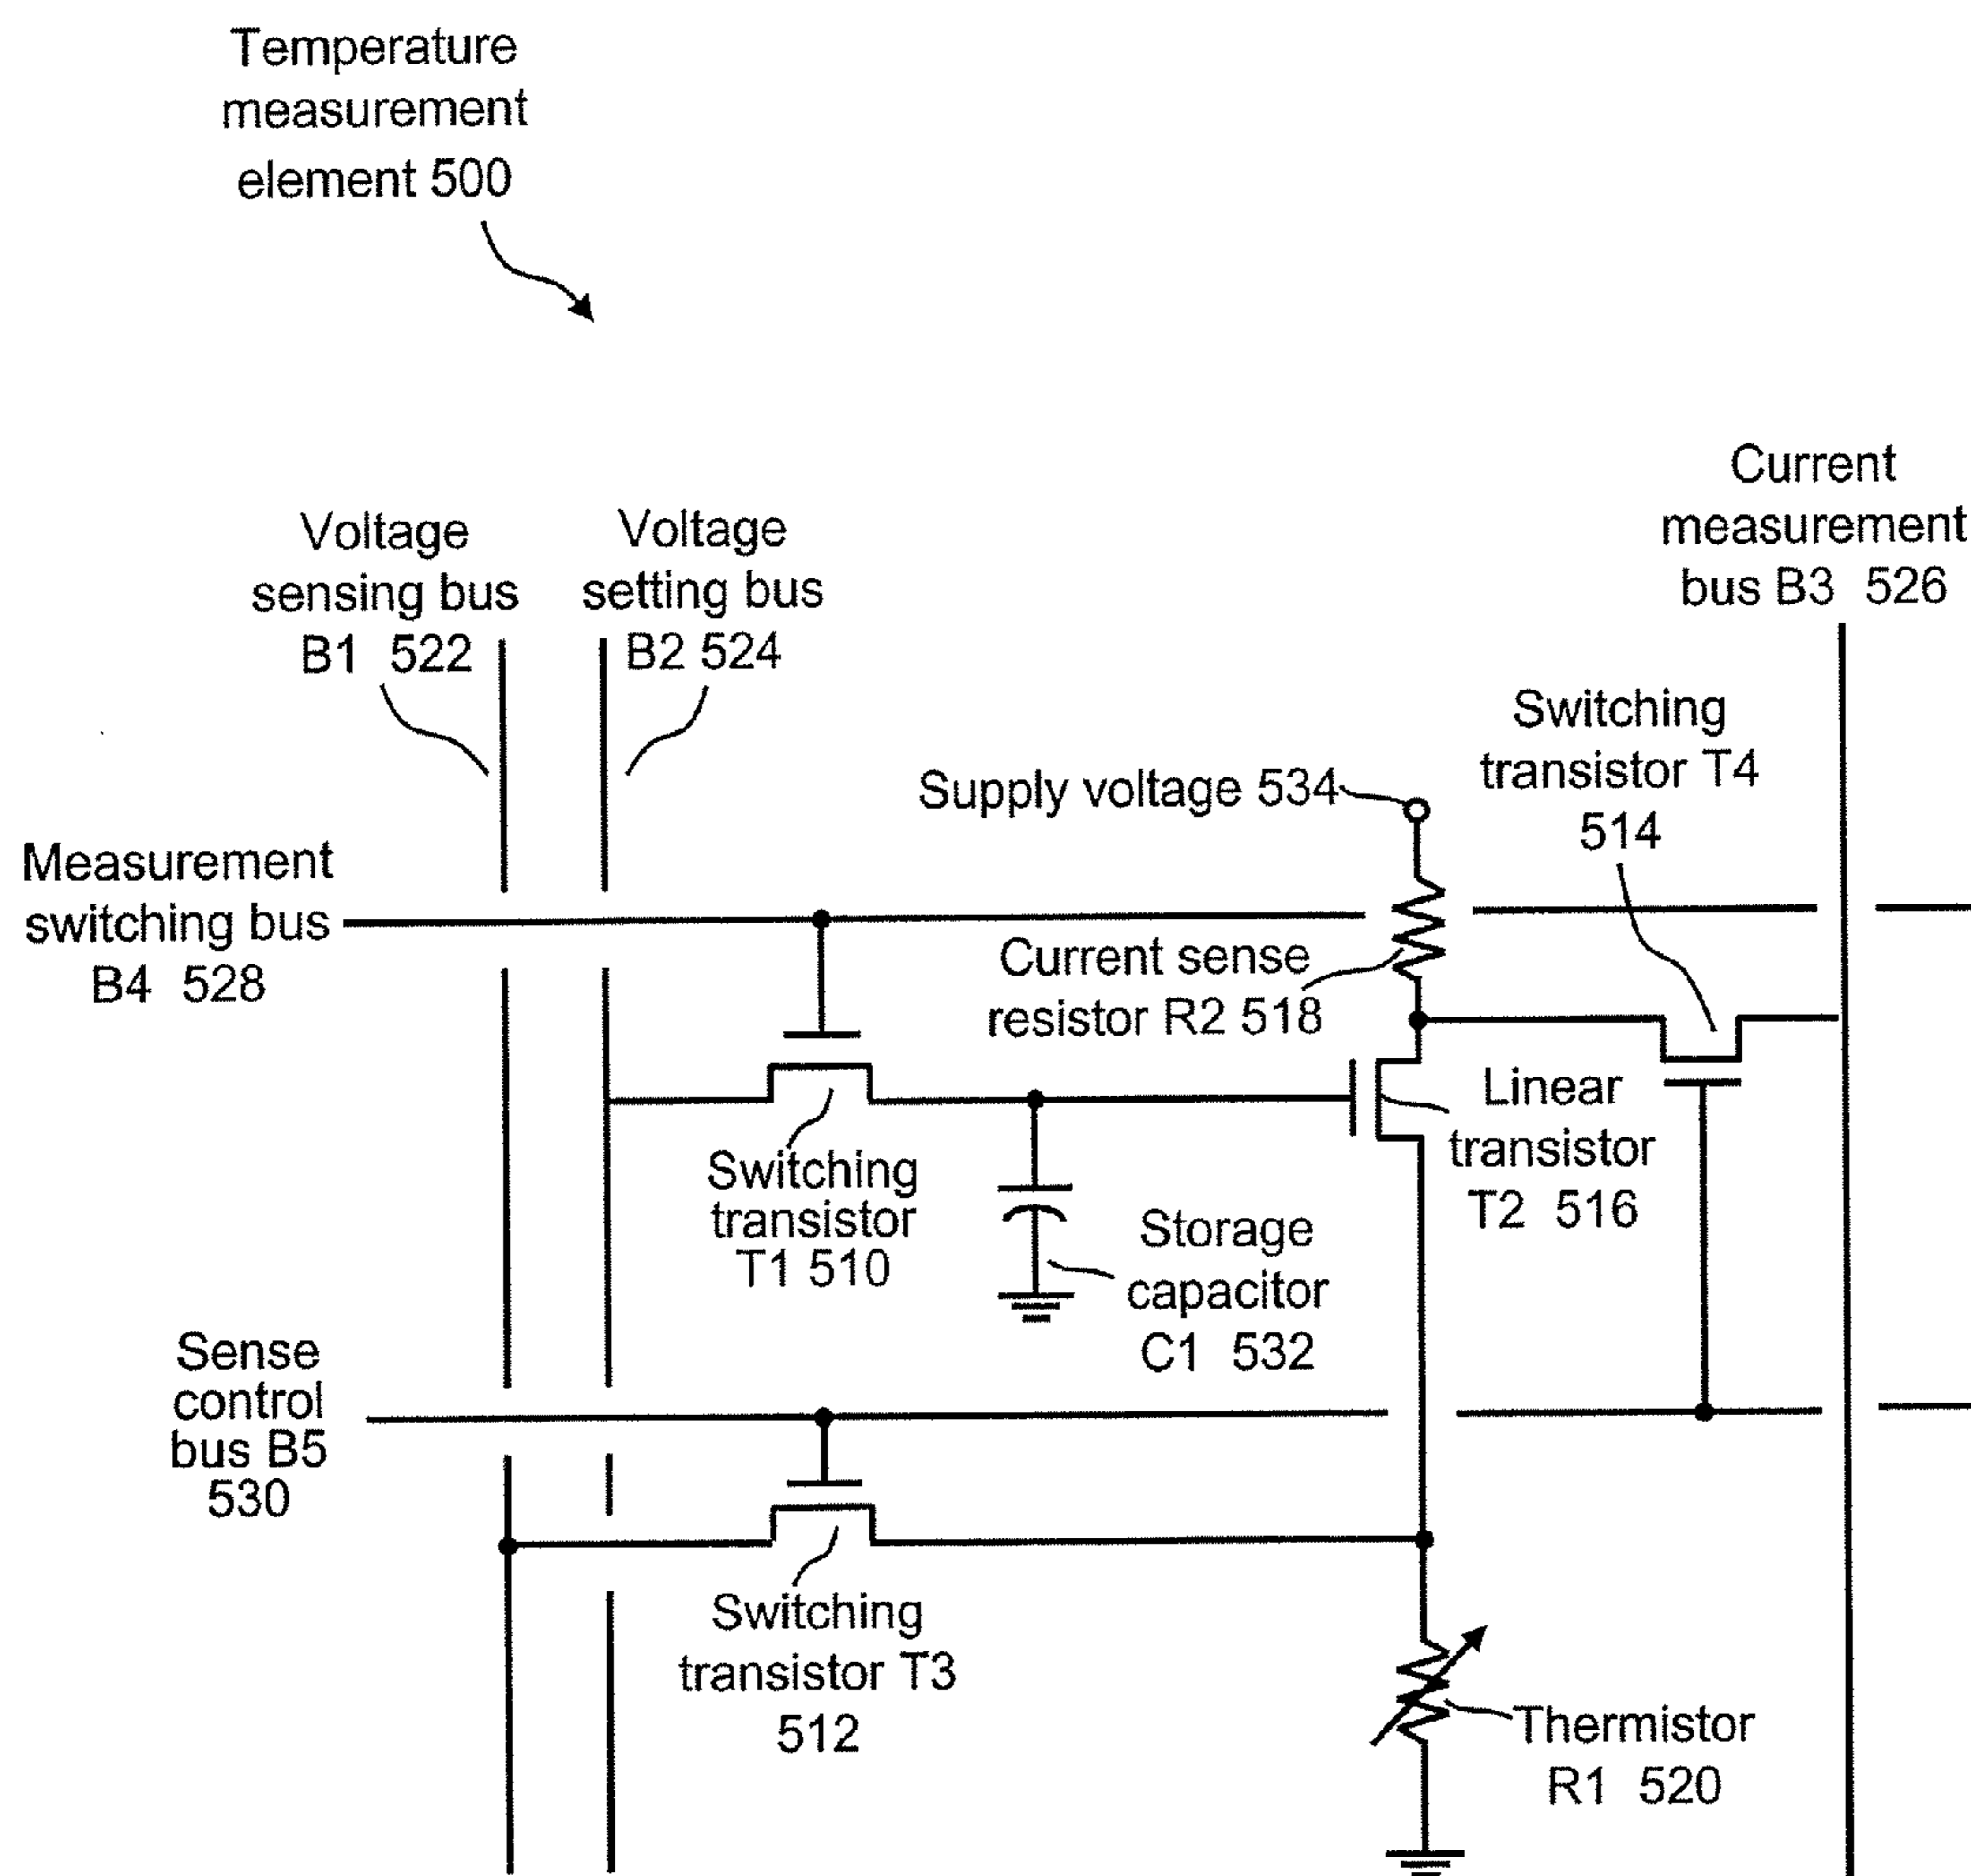 Temperature
measurement
element 500
Current
measurement
bus B3 526
Voltage
sensing bus
B1 522
Voltage
setting bus
B2 524
Switching
transistor T4
514
Supply voltage 534
Measurement
switching bus
B4 528
Current sense
resistor R2 518
Linear
transistor
T2 516
Switching
transistor
T1 510
Storage
capacitor
C1 532
Sense
control
bus B5
530
Switching
transistor T3
512
Thermistor
R1 520